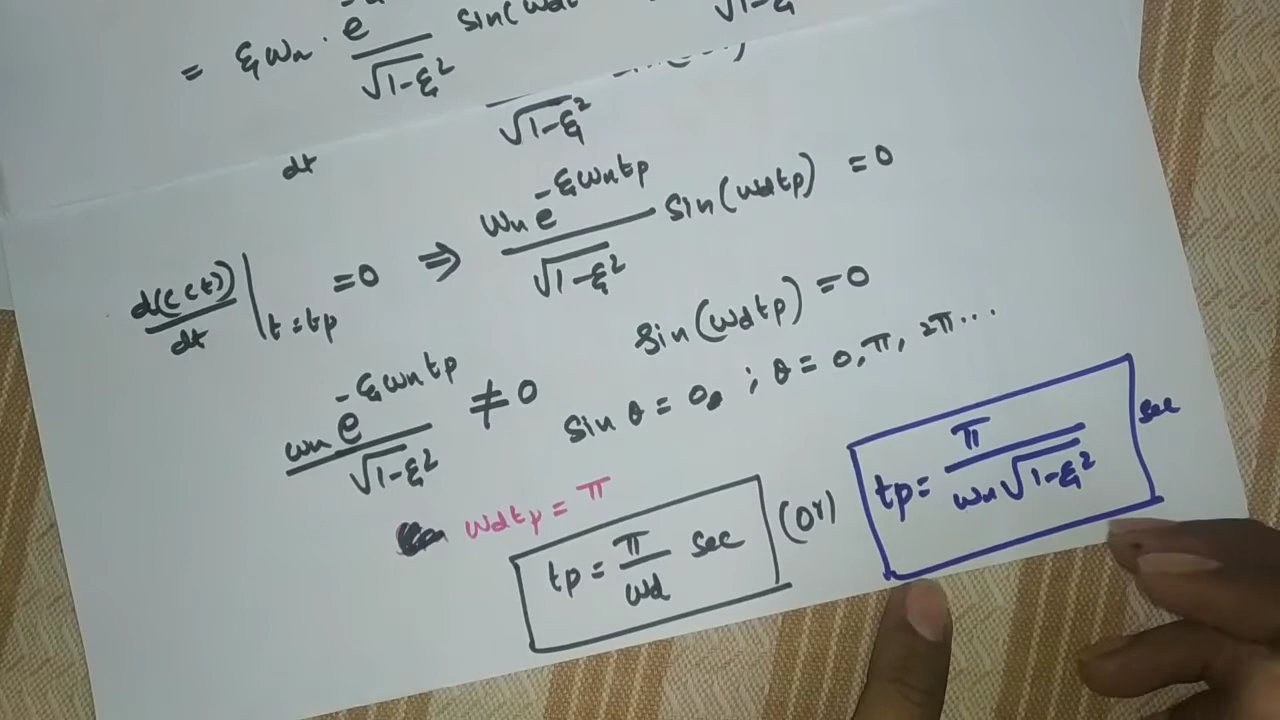 = ξωn · e / √1-ξ² sin(ωdt √1-ξ
√1-ξ²
dt
d(c(t))/dt |t=tp =0 ⇒ ωn e^-ξωntp / √1-ξ² sin(ωdtp) =0
sin(ωdtp) =0
ωn e^-ξωntp / √1-ξ² ≠ 0
sin θ = 0 ; θ = 0, π, 2π...
ωdtp = π
tp = π/ωd sec (or) tp = π / ωn√1-ξ² sec